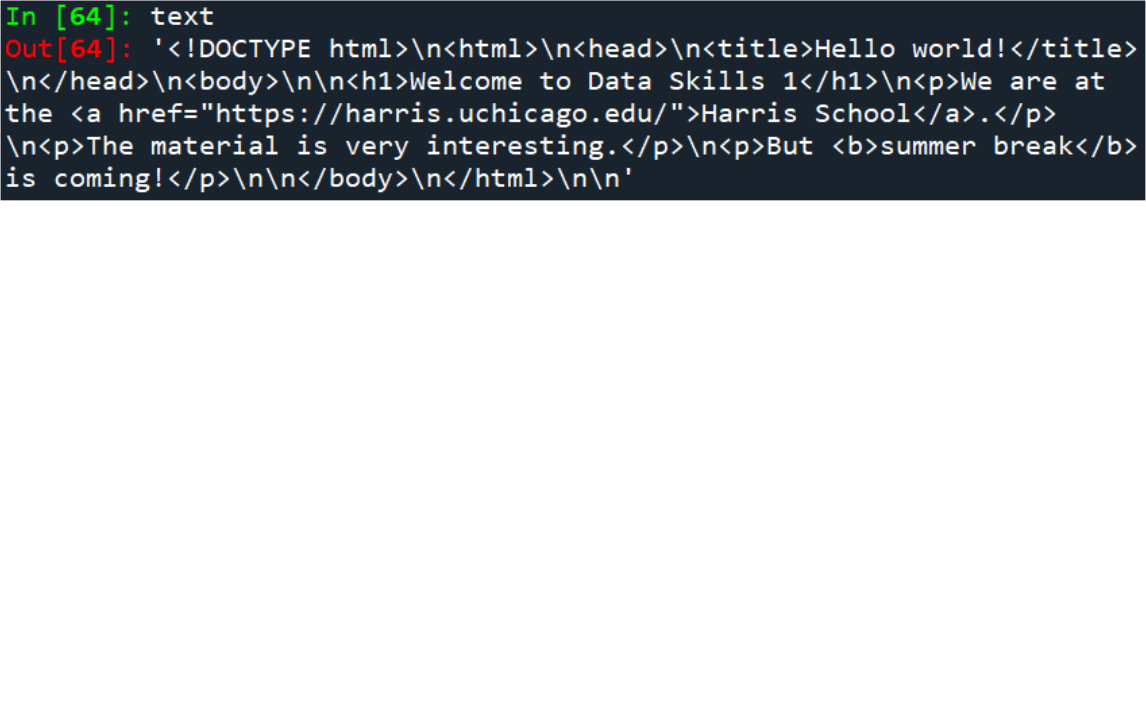 In [64]: text
Out[64]: '<!DOCTYPE html>\n<html>\n<head>\n<title>Hello world!</title>
\n</head>\n<body>\n\n<h1>Welcome to Data Skills 1</h1>\n<p>We are at
the <a href="https://harris.uchicago.edu/">Harris School</a>.</p>
\n<p>The material is very interesting.</p>\n<p>But <b>summer break</b>
is coming!</p>\n\n</body>\n</html>\n\n'